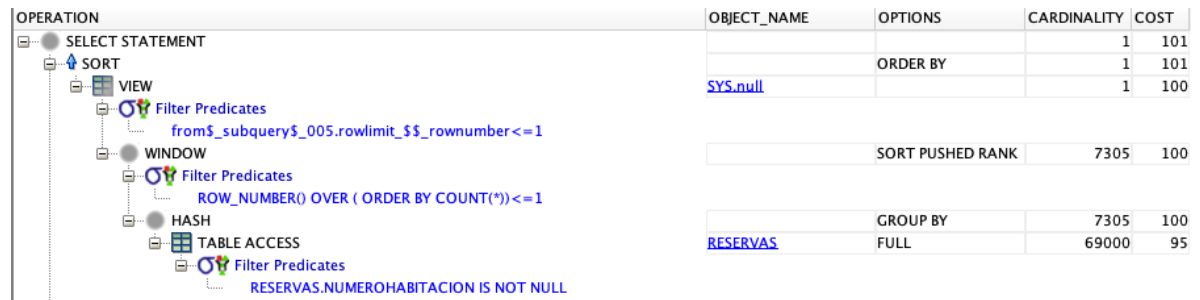 OPERATION OBJECT_NAME OPTIONS CARDINALITY COST
SELECT STATEMENT 1 101
SORT ORDER BY 1 101
VIEW SYS.null 1 100
Filter Predicates
from$_subquery$_005.rowlimit_$$_rownumber<=1
WINDOW SORT PUSHED RANK 7305 100
Filter Predicates
ROW_NUMBER() OVER ( ORDER BY COUNT(*))<=1
HASH GROUP BY 7305 100
TABLE ACCESS RESERVAS FULL 69000 95
Filter Predicates
RESERVAS.NUMEROHABITACION IS NOT NULL